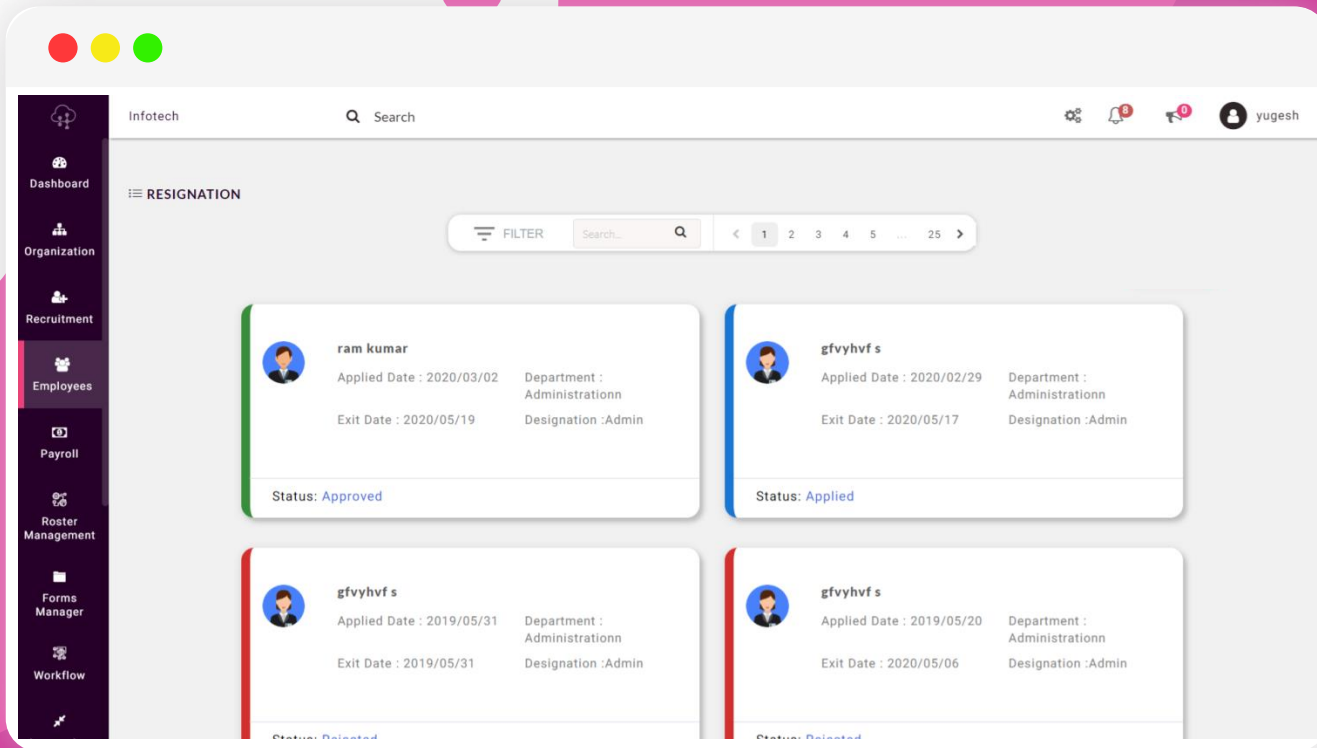 Infotech
Search
8
0
yugesh
Dashboard
Organization
Recruitment
Employees
Payroll
Roster
Management
Forms
Manager
Workflow
RESIGNATION
FILTER Search... < 1 2 3 4 5 ... 25 >
ram kumar
Applied Date : 2020/03/02
Department :
Administrationn
Exit Date : 2020/05/19
Designation :Admin
Status: Approved
gfvyhvf s
Applied Date : 2020/02/29
Department :
Administrationn
Exit Date : 2020/05/17
Designation :Admin
Status: Applied
gfvyhvf s
Applied Date : 2019/05/31
Department :
Administrationn
Exit Date : 2019/05/31
Designation :Admin
Status: Rejected
gfvyhvf s
Applied Date : 2019/05/20
Department :
Administrationn
Exit Date : 2020/05/06
Designation :Admin
Status: Rejected